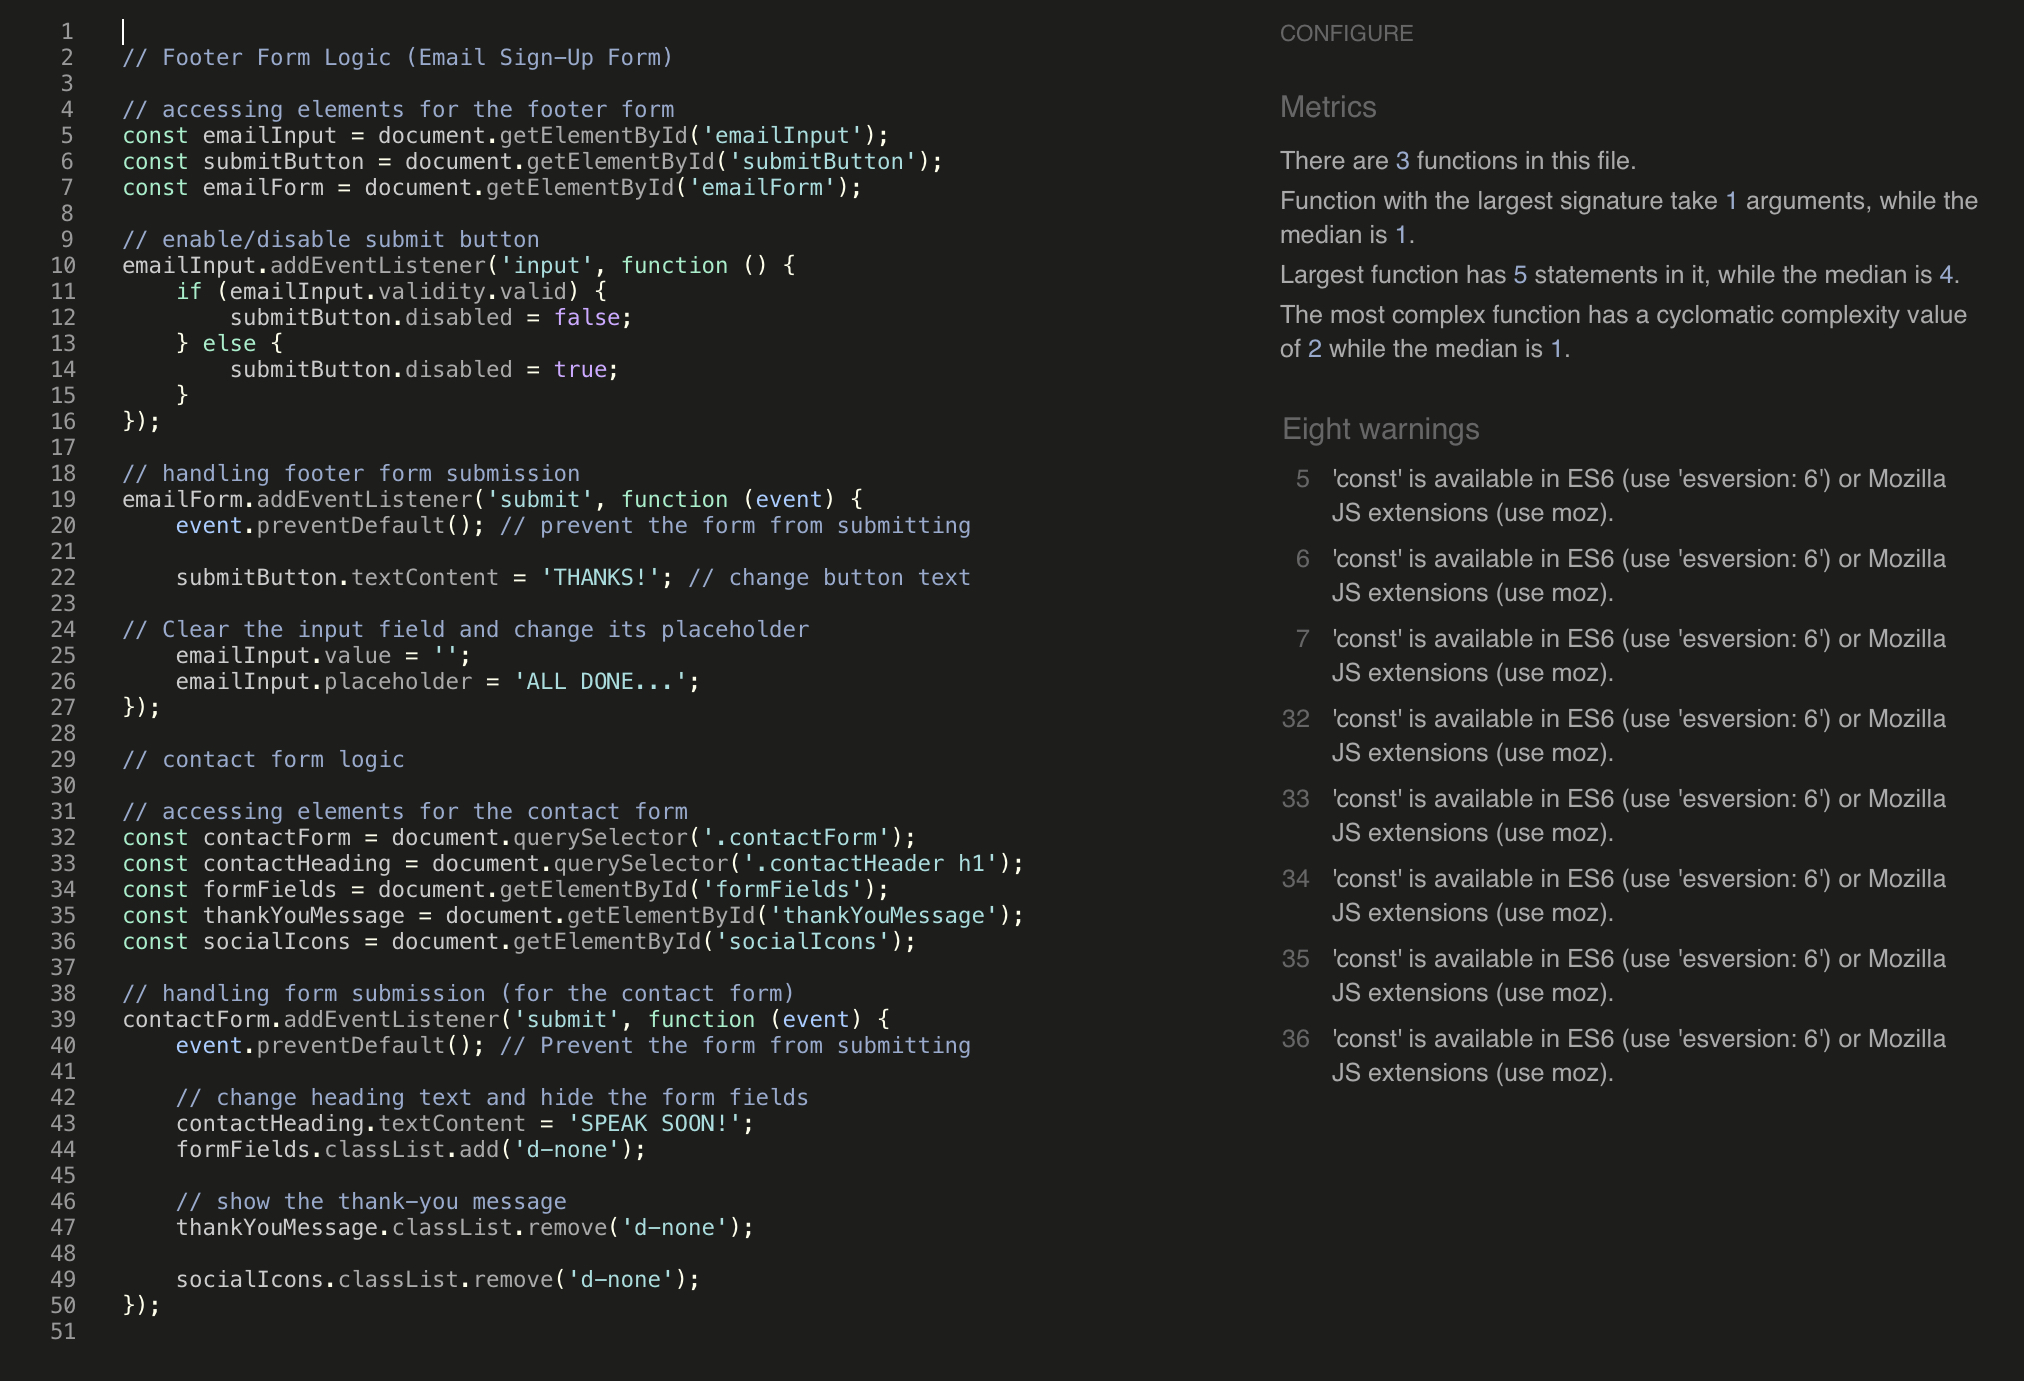 1
2 // Footer Form Logic (Email Sign-Up Form)
3
4 // accessing elements for the footer form
5 const emailInput = document.getElementById('emailInput');
6 const submitButton = document.getElementById('submitButton');
7 const emailForm = document.getElementById('emailForm');
8
9 // enable/disable submit button
10 emailInput.addEventListener('input', function () {
11     if (emailInput.validity.valid) {
12         submitButton.disabled = false;
13     } else {
14         submitButton.disabled = true;
15     }
16 });
17
18 // handling footer form submission
19 emailForm.addEventListener('submit', function (event) {
20     event.preventDefault(); // prevent the form from submitting
21
22     submitButton.textContent = 'THANKS!'; // change button text
23
24 // Clear the input field and change its placeholder
25     emailInput.value = '';
26     emailInput.placeholder = 'ALL DONE...';
27 });
28
29 // contact form logic
30
31 // accessing elements for the contact form
32 const contactForm = document.querySelector('.contactForm');
33 const contactHeading = document.querySelector('.contactHeader h1');
34 const formFields = document.getElementById('formFields');
35 const thankYouMessage = document.getElementById('thankYouMessage');
36 const socialIcons = document.getElementById('socialIcons');
37
38 // handling form submission (for the contact form)
39 contactForm.addEventListener('submit', function (event) {
40     event.preventDefault(); // Prevent the form from submitting
41
42     // change heading text and hide the form fields
43     contactHeading.textContent = 'SPEAK SOON!';
44     formFields.classList.add('d-none');
45
46     // show the thank-you message
47     thankYouMessage.classList.remove('d-none');
48
49     socialIcons.classList.remove('d-none');
50 });
51
CONFIGURE
Metrics
There are 3 functions in this file.
Function with the largest signature take 1 arguments, while the
median is 1.
Largest function has 5 statements in it, while the median is 4.
The most complex function has a cyclomatic complexity value
of 2 while the median is 1.
Eight warnings
5 'const' is available in ES6 (use 'esversion: 6') or Mozilla
JS extensions (use moz).
6 'const' is available in ES6 (use 'esversion: 6') or Mozilla
JS extensions (use moz).
7 'const' is available in ES6 (use 'esversion: 6') or Mozilla
JS extensions (use moz).
32 'const' is available in ES6 (use 'esversion: 6') or Mozilla
JS extensions (use moz).
33 'const' is available in ES6 (use 'esversion: 6') or Mozilla
JS extensions (use moz).
34 'const' is available in ES6 (use 'esversion: 6') or Mozilla
JS extensions (use moz).
35 'const' is available in ES6 (use 'esversion: 6') or Mozilla
JS extensions (use moz).
36 'const' is available in ES6 (use 'esversion: 6') or Mozilla
JS extensions (use moz).